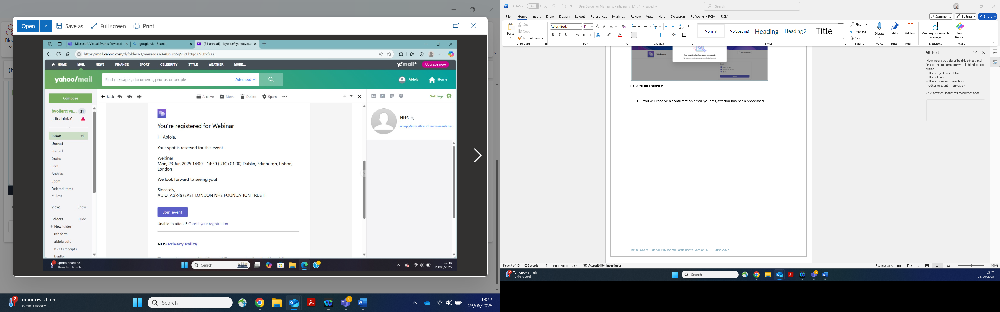 Open
Save as
Full screen
Print
Microsoft Virtual Events Powered
google uk - Search
(31 unread) – byoller@yahoo.co.u
https://mail.yahoo.com/d/folders/1/messages/AABn_soSqViiaFk9qg7NEBYfZKs
HOME MAIL NEWS FINANCE SPORT CELEBRITY STYLE WEATHER MORE...
y!mail+ Upgrade now
yahoo!mail
Find messages, documents, photos or people
Advanced
Abiola
Home
Compose
Back
Archive Move Delete Spam
Settings
byoller@ya... 31
adioabiola0
Inbox 31
Unread
Starred
Drafts
Sent
Archive
Spam
Deleted Items
Less
Views Show
Folders Hide
+ New folder
6th form
abiola adio
B & Q receipts
byoller
You're registered for Webinar
Hi Abiola,
Your spot is reserved for this event.
Webinar
Mon, 23 Jun 2025 14:00 - 14:30 (UTC+01:00) Dublin, Edinburgh, Lisbon,
London
We look forward to seeing you!
Sincerely,
ADIO, Abiola (EAST LONDON NHS FOUNDATION TRUST)
Join event
Unable to attend? Cancel your registration
NHS Privacy Policy
NHS
noreply@nhs.s02.eur1.teams-events.cor
1
Sports headline
Thunder claim fr...
Search
12:45
23/06/2025
2
Tomorrow's high
To tie record
Search
13:47
23/06/2025
AutoSave On
User Guide For MS Teams Participants 1.1 • Saved
Search
File Home Insert Draw Design Layout References Mailings Review View Help Docusign RefWorks - RCM RCM
Comments Editing Share
Paste
Cut
Copy
Format Painter
Clipboard
Aptos (Body) 11
Font
Paragraph
Normal No Spacing Heading Heading 2 Title
Styles
Find
Replace
Select
Editing
Dictate
Voice
Editor
Editor
Add-ins
Add-ins
Meeting Documents
Manager
Decisions
Build
Report
InPhase
Webinar
Your registration has been processed.
Add to Calendar
Fig 4.3 Processed registration
• You will receive a confirmation email your registration has been processed.
pg. 8 User Guide for MS Teams Participants version 1.1 June 2025
Alt Text
How would you describe this object and
its context to someone who is blind or low
vision?
- The subject(s) in detail
- The setting
- The actions or interactions
- Other relevant information
(1-2 detailed sentences recommended)
Page 9 of 15 833 words Text Predictions: On Accessibility: Investigate
Display Settings Focus 100%
2
Tomorrow's high
To tie record
Search
13:47
23/06/2025